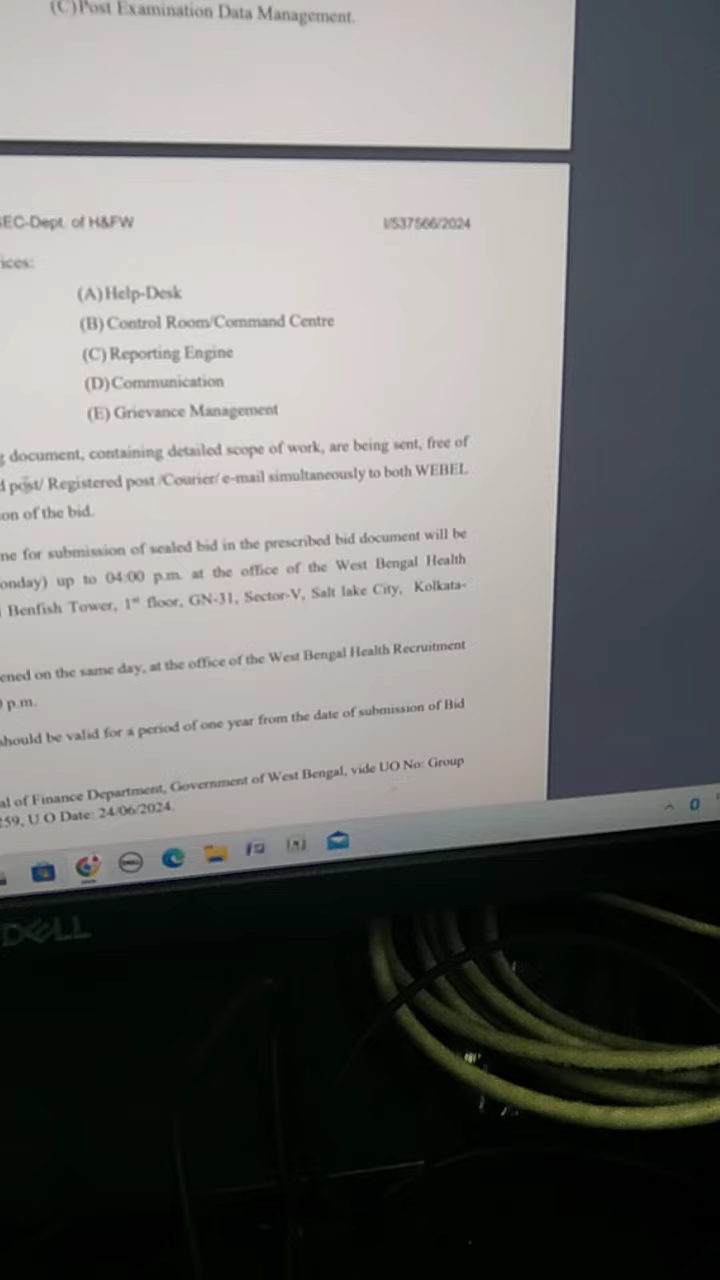 (C) Post Examination Data Management.
SEC-Dept. of H&FW I/537566/2024
ices:
(A) Help-Desk
(B) Control Room/Command Centre
(C) Reporting Engine
(D) Communication
(E) Grievance Management
g document, containing detailed scope of work, are being sent, free of
d post/ Registered post /Courier/ e-mail simultaneously to both WEBEL
on of the bid.
ne for submission of sealed bid in the prescribed bid document will be
onday) up to 04:00 p.m. at the office of the West Bengal Health
Benfish Tower, 1st floor, GN-31, Sector-V, Salt lake City, Kolkata-
ened on the same day, at the office of the West Bengal Health Recruitment
0 p.m.
should be valid for a period of one year from the date of submission of Bid
al of Finance Department, Government of West Bengal, vide UO No: Group
259, U O Date: 24/06/2024.
DELL